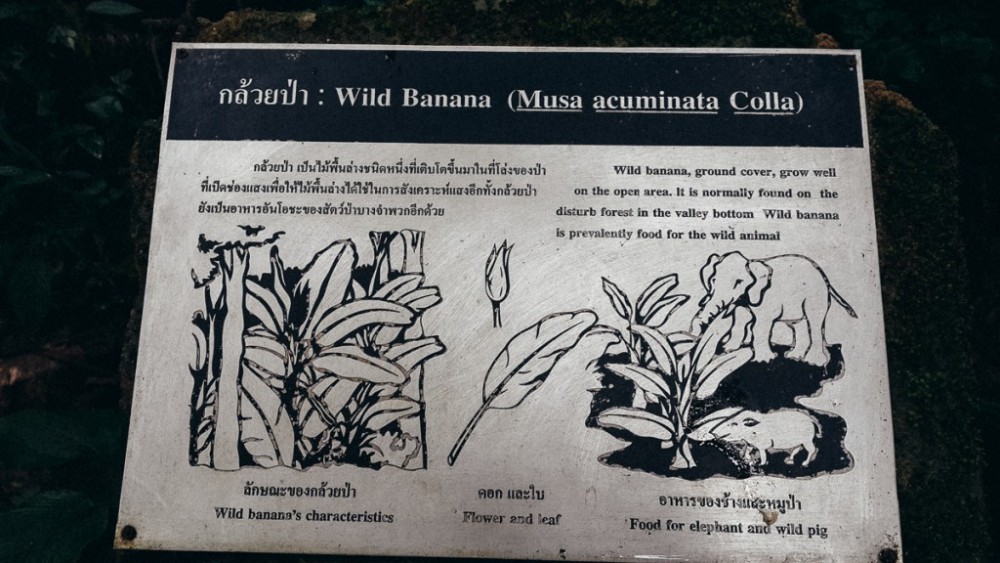 กล้วยป่า : Wild Banana (Musa acuminata Colla)
กล้วยป่า เป็นไม้พื้นล่างชนิดหนึ่งที่เติบโตขึ้นมาในที่โล่งของป่า
ที่เปิดช่องแสงเพื่อให้ไม้พื้นล่างได้ใช้ในการสังเคราะห์แสงอีกทั้งกล้วยป่า
ยังเป็นอาหารอันโอชะของสัตว์ป่าบางจำพวกอีกด้วย
Wild banana, ground cover, grow well
on the open area. It is normally found on the
disturb forest in the valley bottom Wild banana
is prevalently food for the wild animal
ลักษณะของกล้วยป่า
Wild banana's characteristics
ดอก และใบ
Flower and leaf
อาหารของช้างและหมูป่า
Food for elephant and wild pig